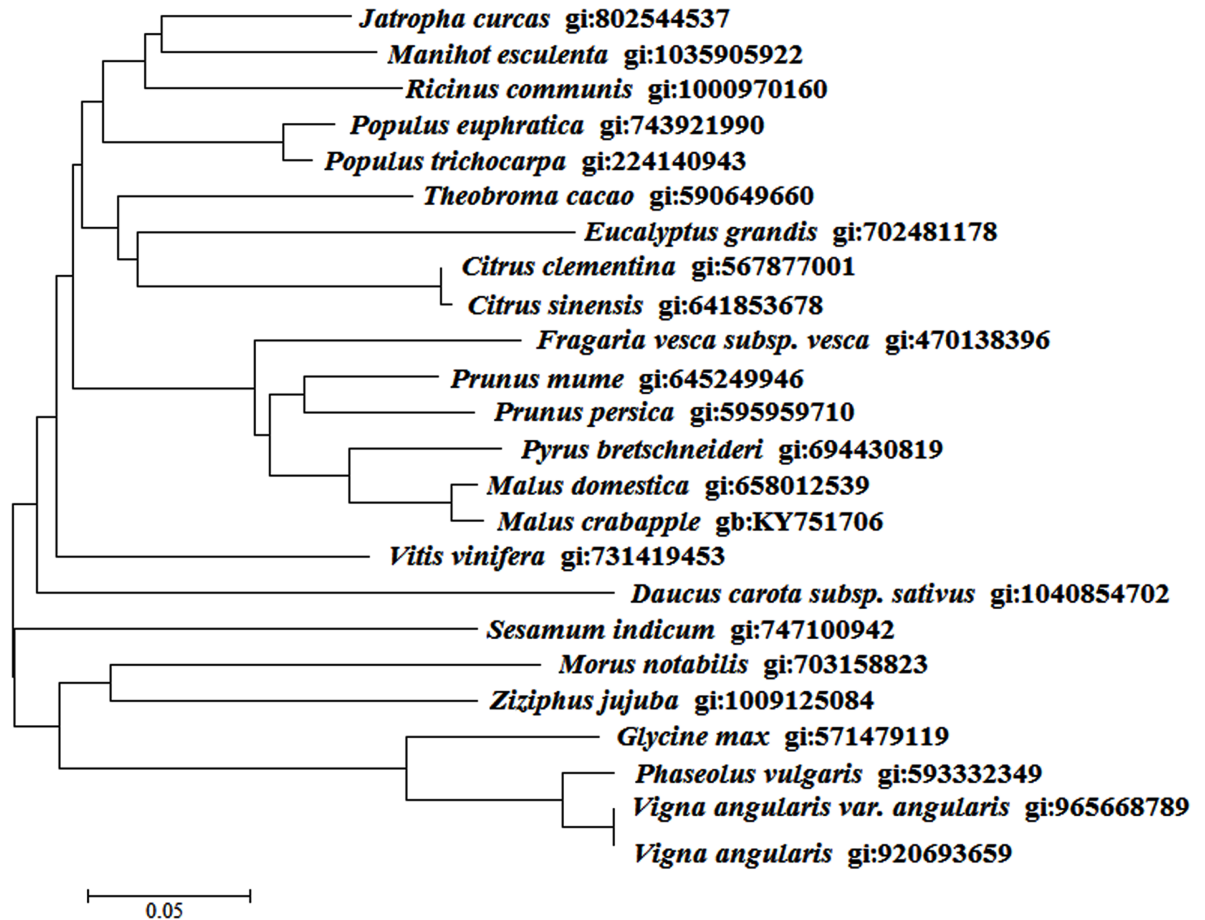 Jatropha curcas gi:802544537
Manihot esculenta gi:1035905922
Ricinus communis gi:1000970160
Populus euphratica gi:743921990
Populus trichocarpa gi:224140943
Theobroma cacao gi:590649660
Eucalyptus grandis gi:702481178
Citrus clementina gi:567877001
Citrus sinensis gi:641853678
Fragaria vesca subsp. vesca gi:470138396
Prunus mume gi:645249946
Prunus persica gi:595959710
Pyrus bretschneideri gi:694430819
Malus domestica gi:658012539
Malus crabapple gb:KY751706
Vitis vinifera gi:731419453
Daucus carota subsp. sativus gi:1040854702
Sesamum indicum gi:747100942
Morus notabilis gi:703158823
Ziziphus jujuba gi:1009125084
Glycine max gi:571479119
Phaseolus vulgaris gi:593332349
Vigna angularis var. angularis gi:965668789
Vigna angularis gi:920693659
0.05